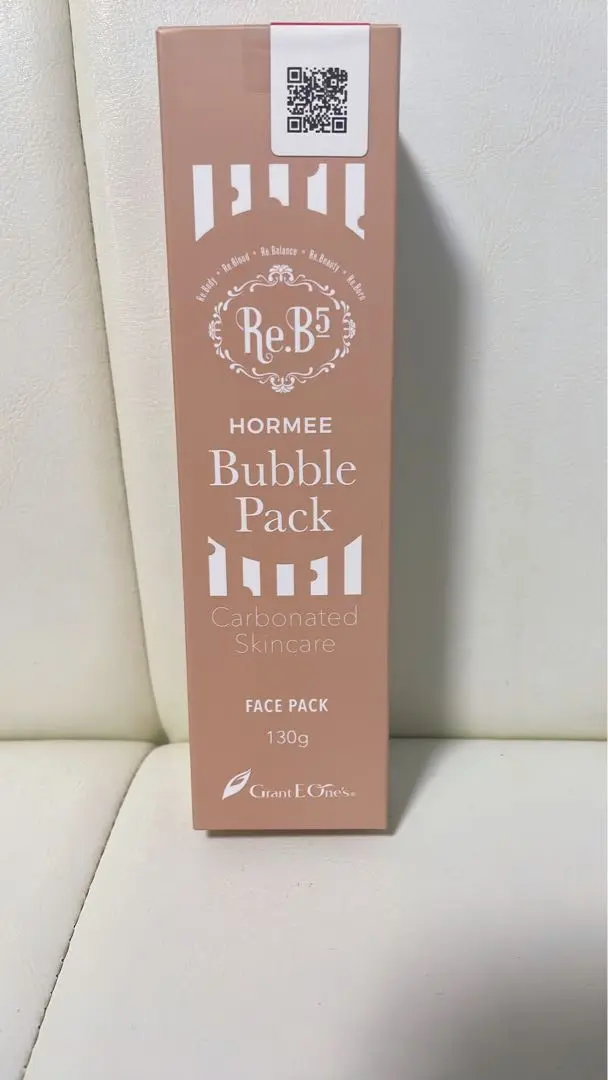 Re.Body • Re.Blood • Re.Balance • Re.Beauty • Re.Born
Re.B5
HORMEE
Bubble
Pack
Carbonated
Skincare
FACE PACK
130g
Grant E One's®